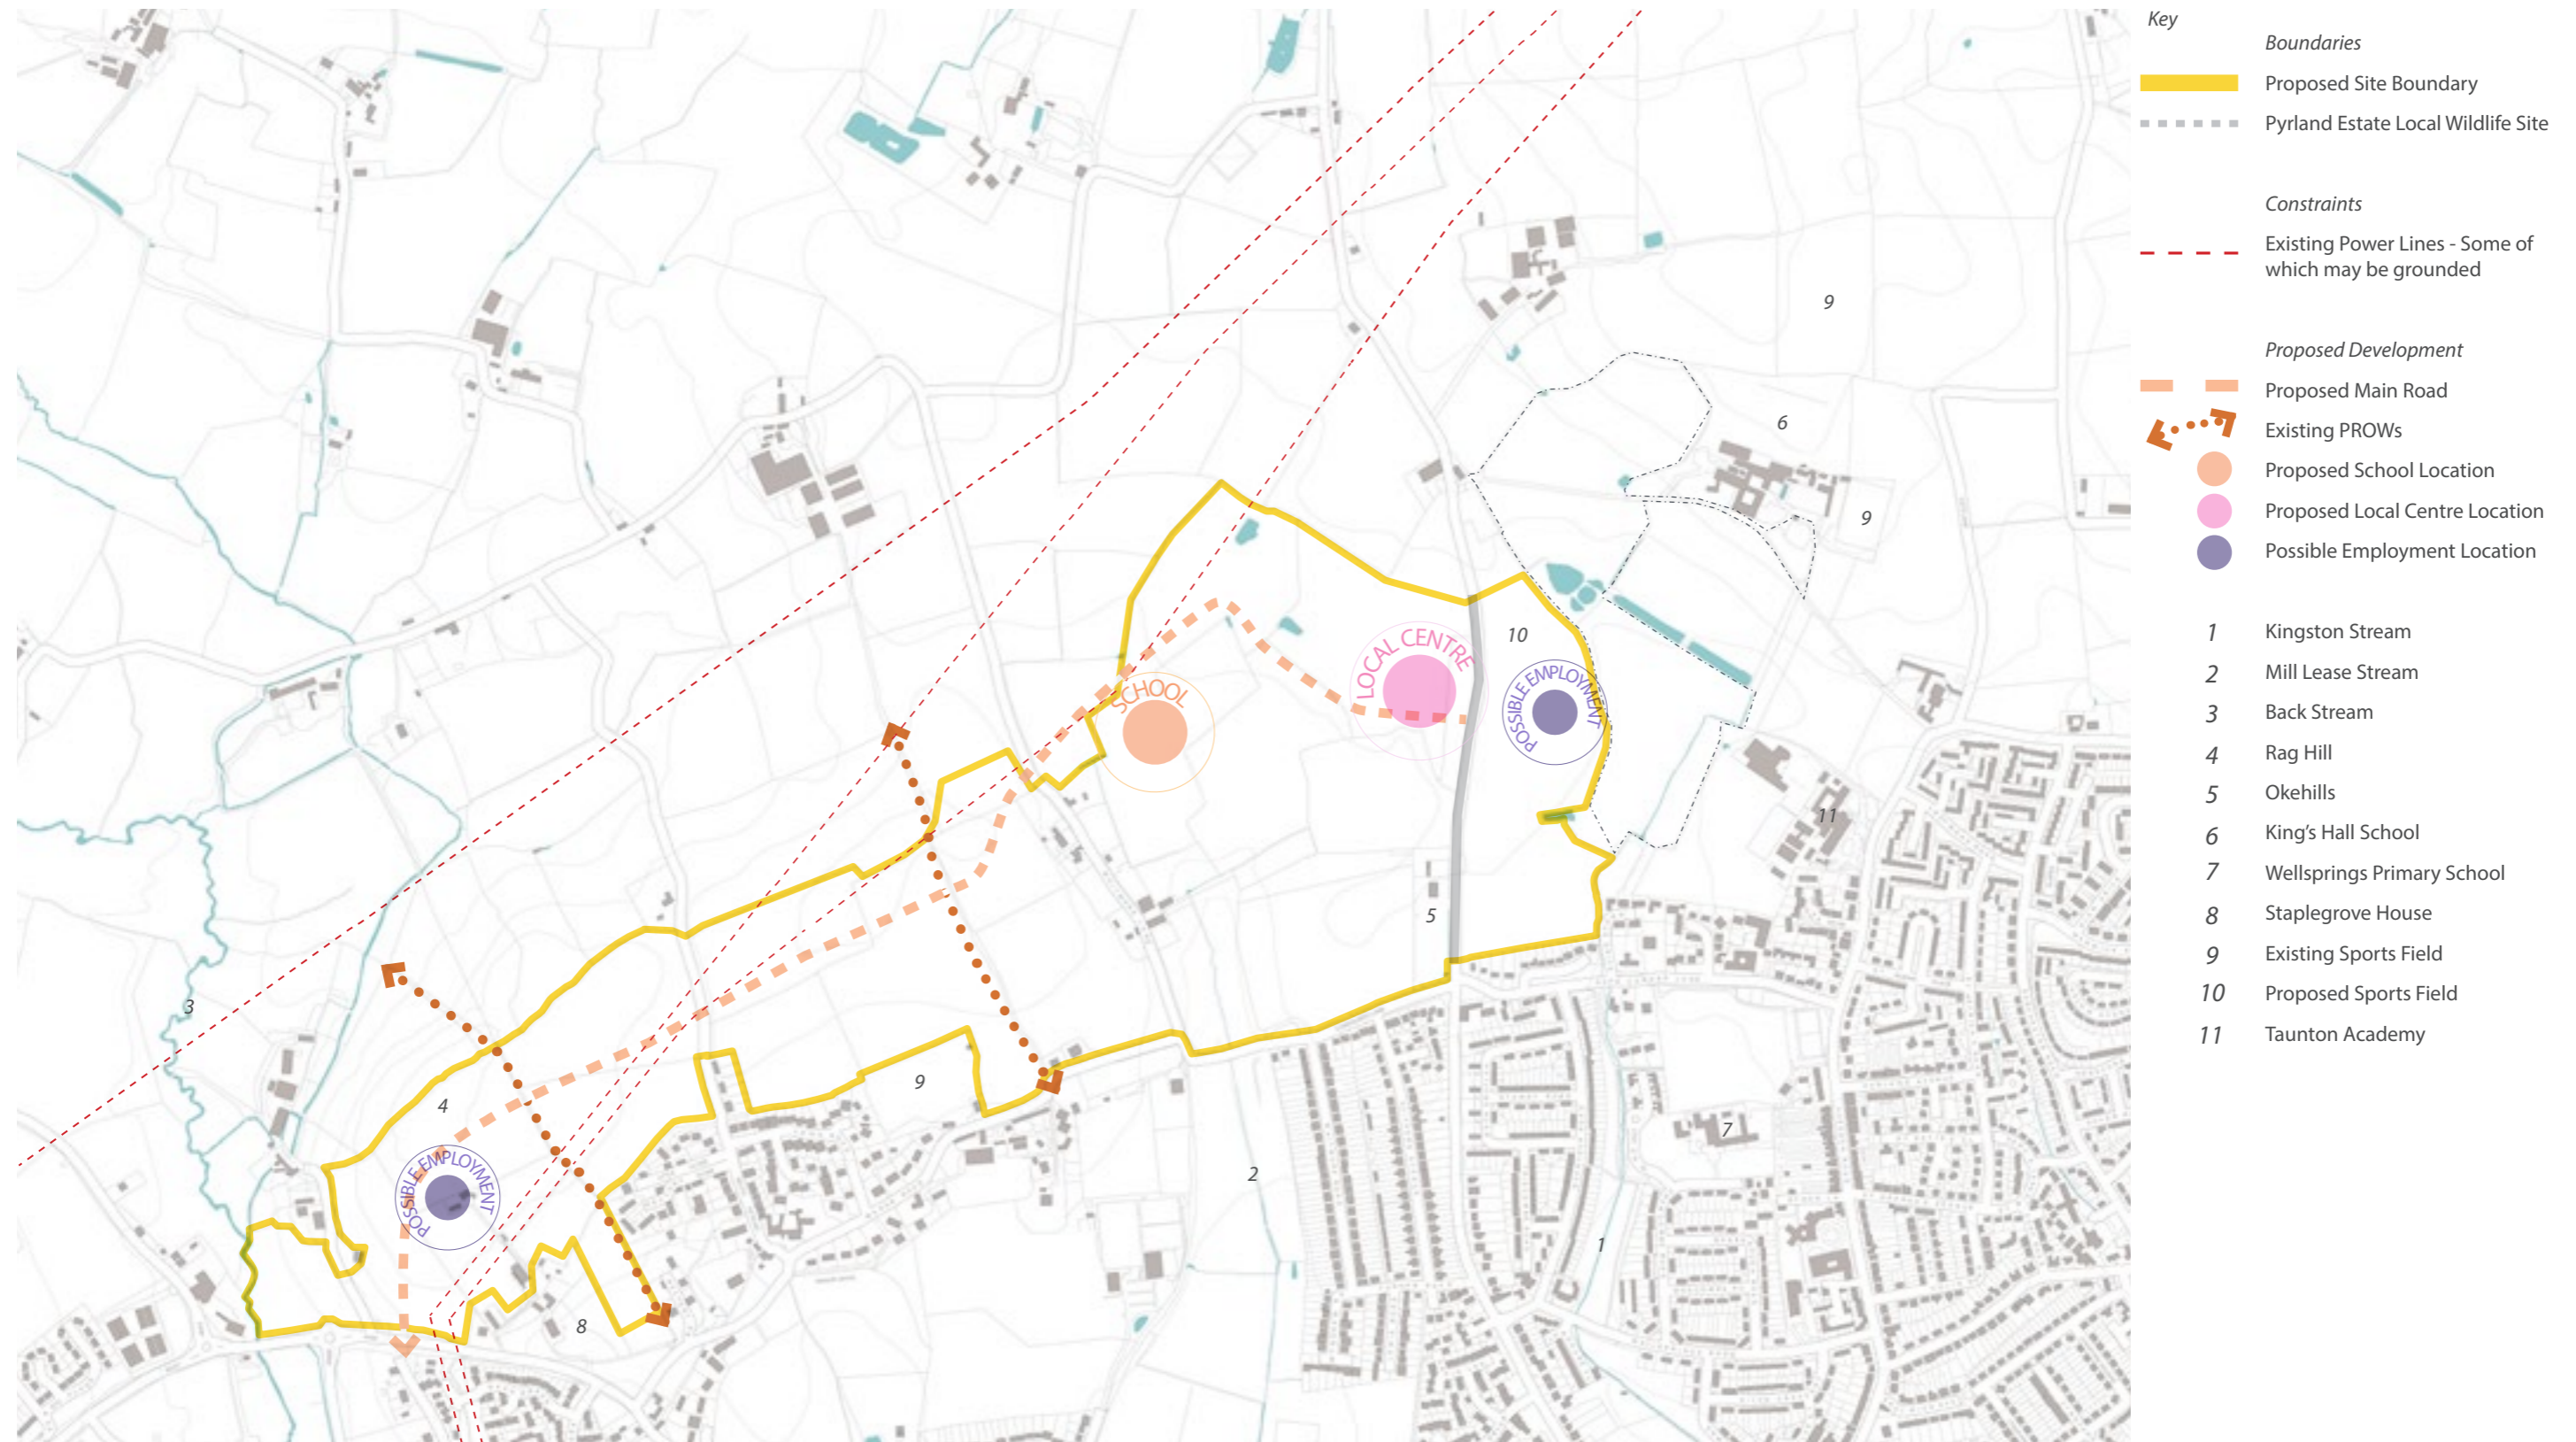 Key
Boundaries
Proposed Site Boundary
Pyrland Estate Local Wildlife Site
Constraints
Existing Power Lines - Some of
which may be grounded
Proposed Development
Proposed Main Road
Existing PROWs
Proposed School Location
Proposed Local Centre Location
Possible Employment Location
1 Kingston Stream
2 Mill Lease Stream
3 Back Stream
4 Rag Hill
5 Okehills
6 King's Hall School
7 Wellsprings Primary School
8 Staplegrove House
9 Existing Sports Field
10 Proposed Sports Field
11 Taunton Academy
9
6
9
10
LOCAL CENTRE
SCHOOL
POSSIBLE EMPLOYMENT
11
5
3
9
4
7
2
POSSIBLE EMPLOYMENT
1
8